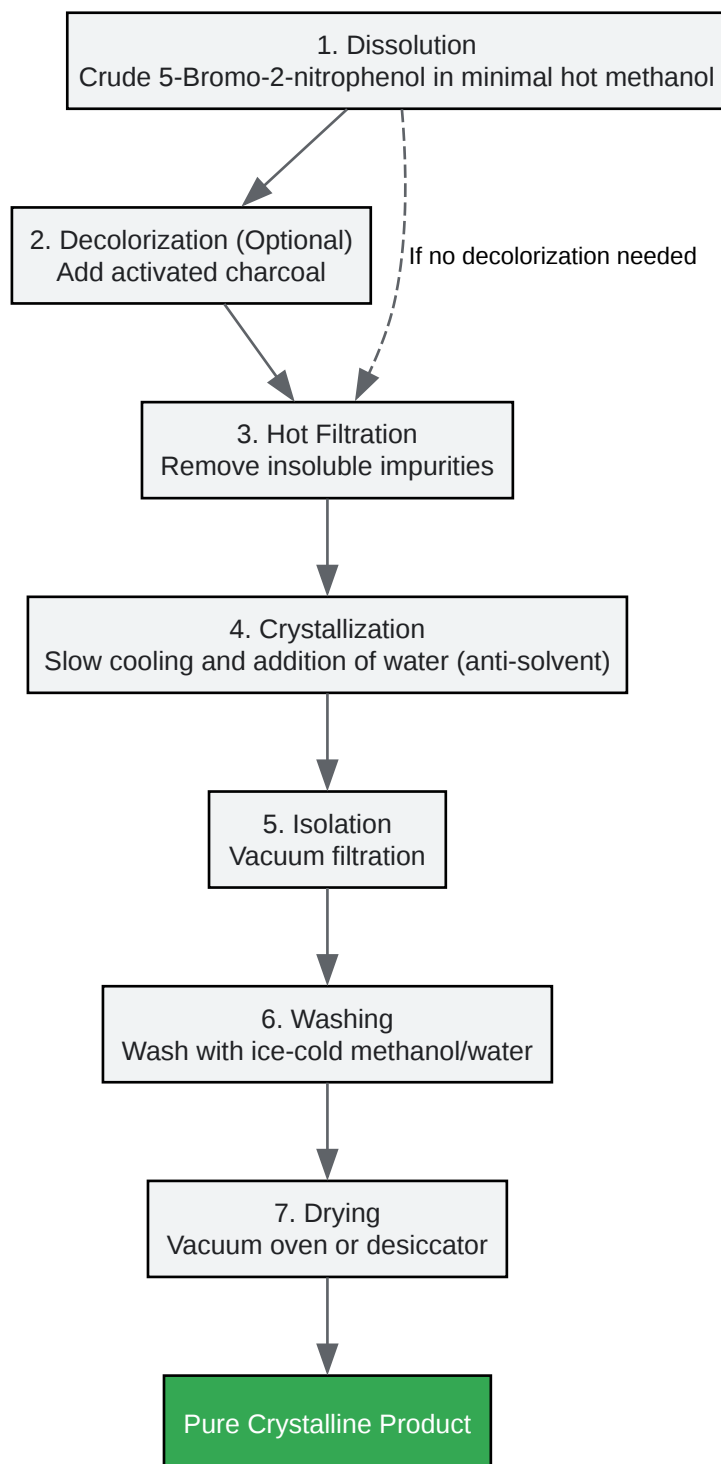 1. Dissolution
Crude 5-Bromo-2-nitrophenol in minimal hot methanol
2. Decolorization (Optional)
Add activated charcoal
If no decolorization needed
3. Hot Filtration
Remove insoluble impurities
4. Crystallization
Slow cooling and addition of water (anti-solvent)
5. Isolation
Vacuum filtration
6. Washing
Wash with ice-cold methanol/water
7. Drying
Vacuum oven or desiccator
Pure Crystalline Product